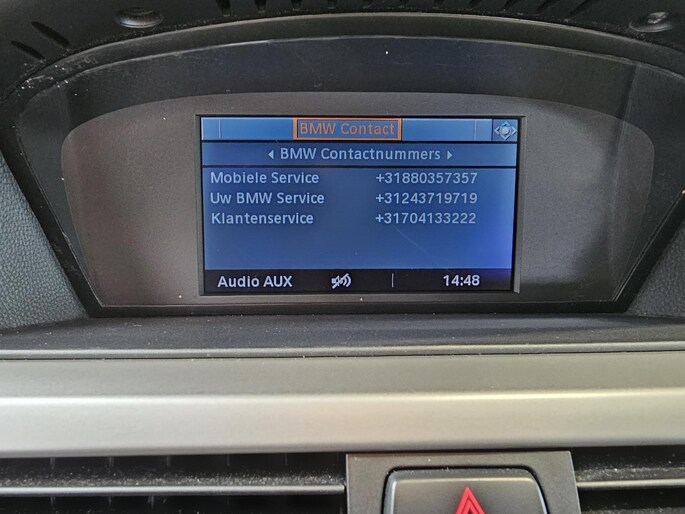 BMW Contact
BMW Contactnummers
Mobiele Service +31880357357
Uw BMW Service +31243719719
Klantenservice +31704133222
Audio AUX 14:48